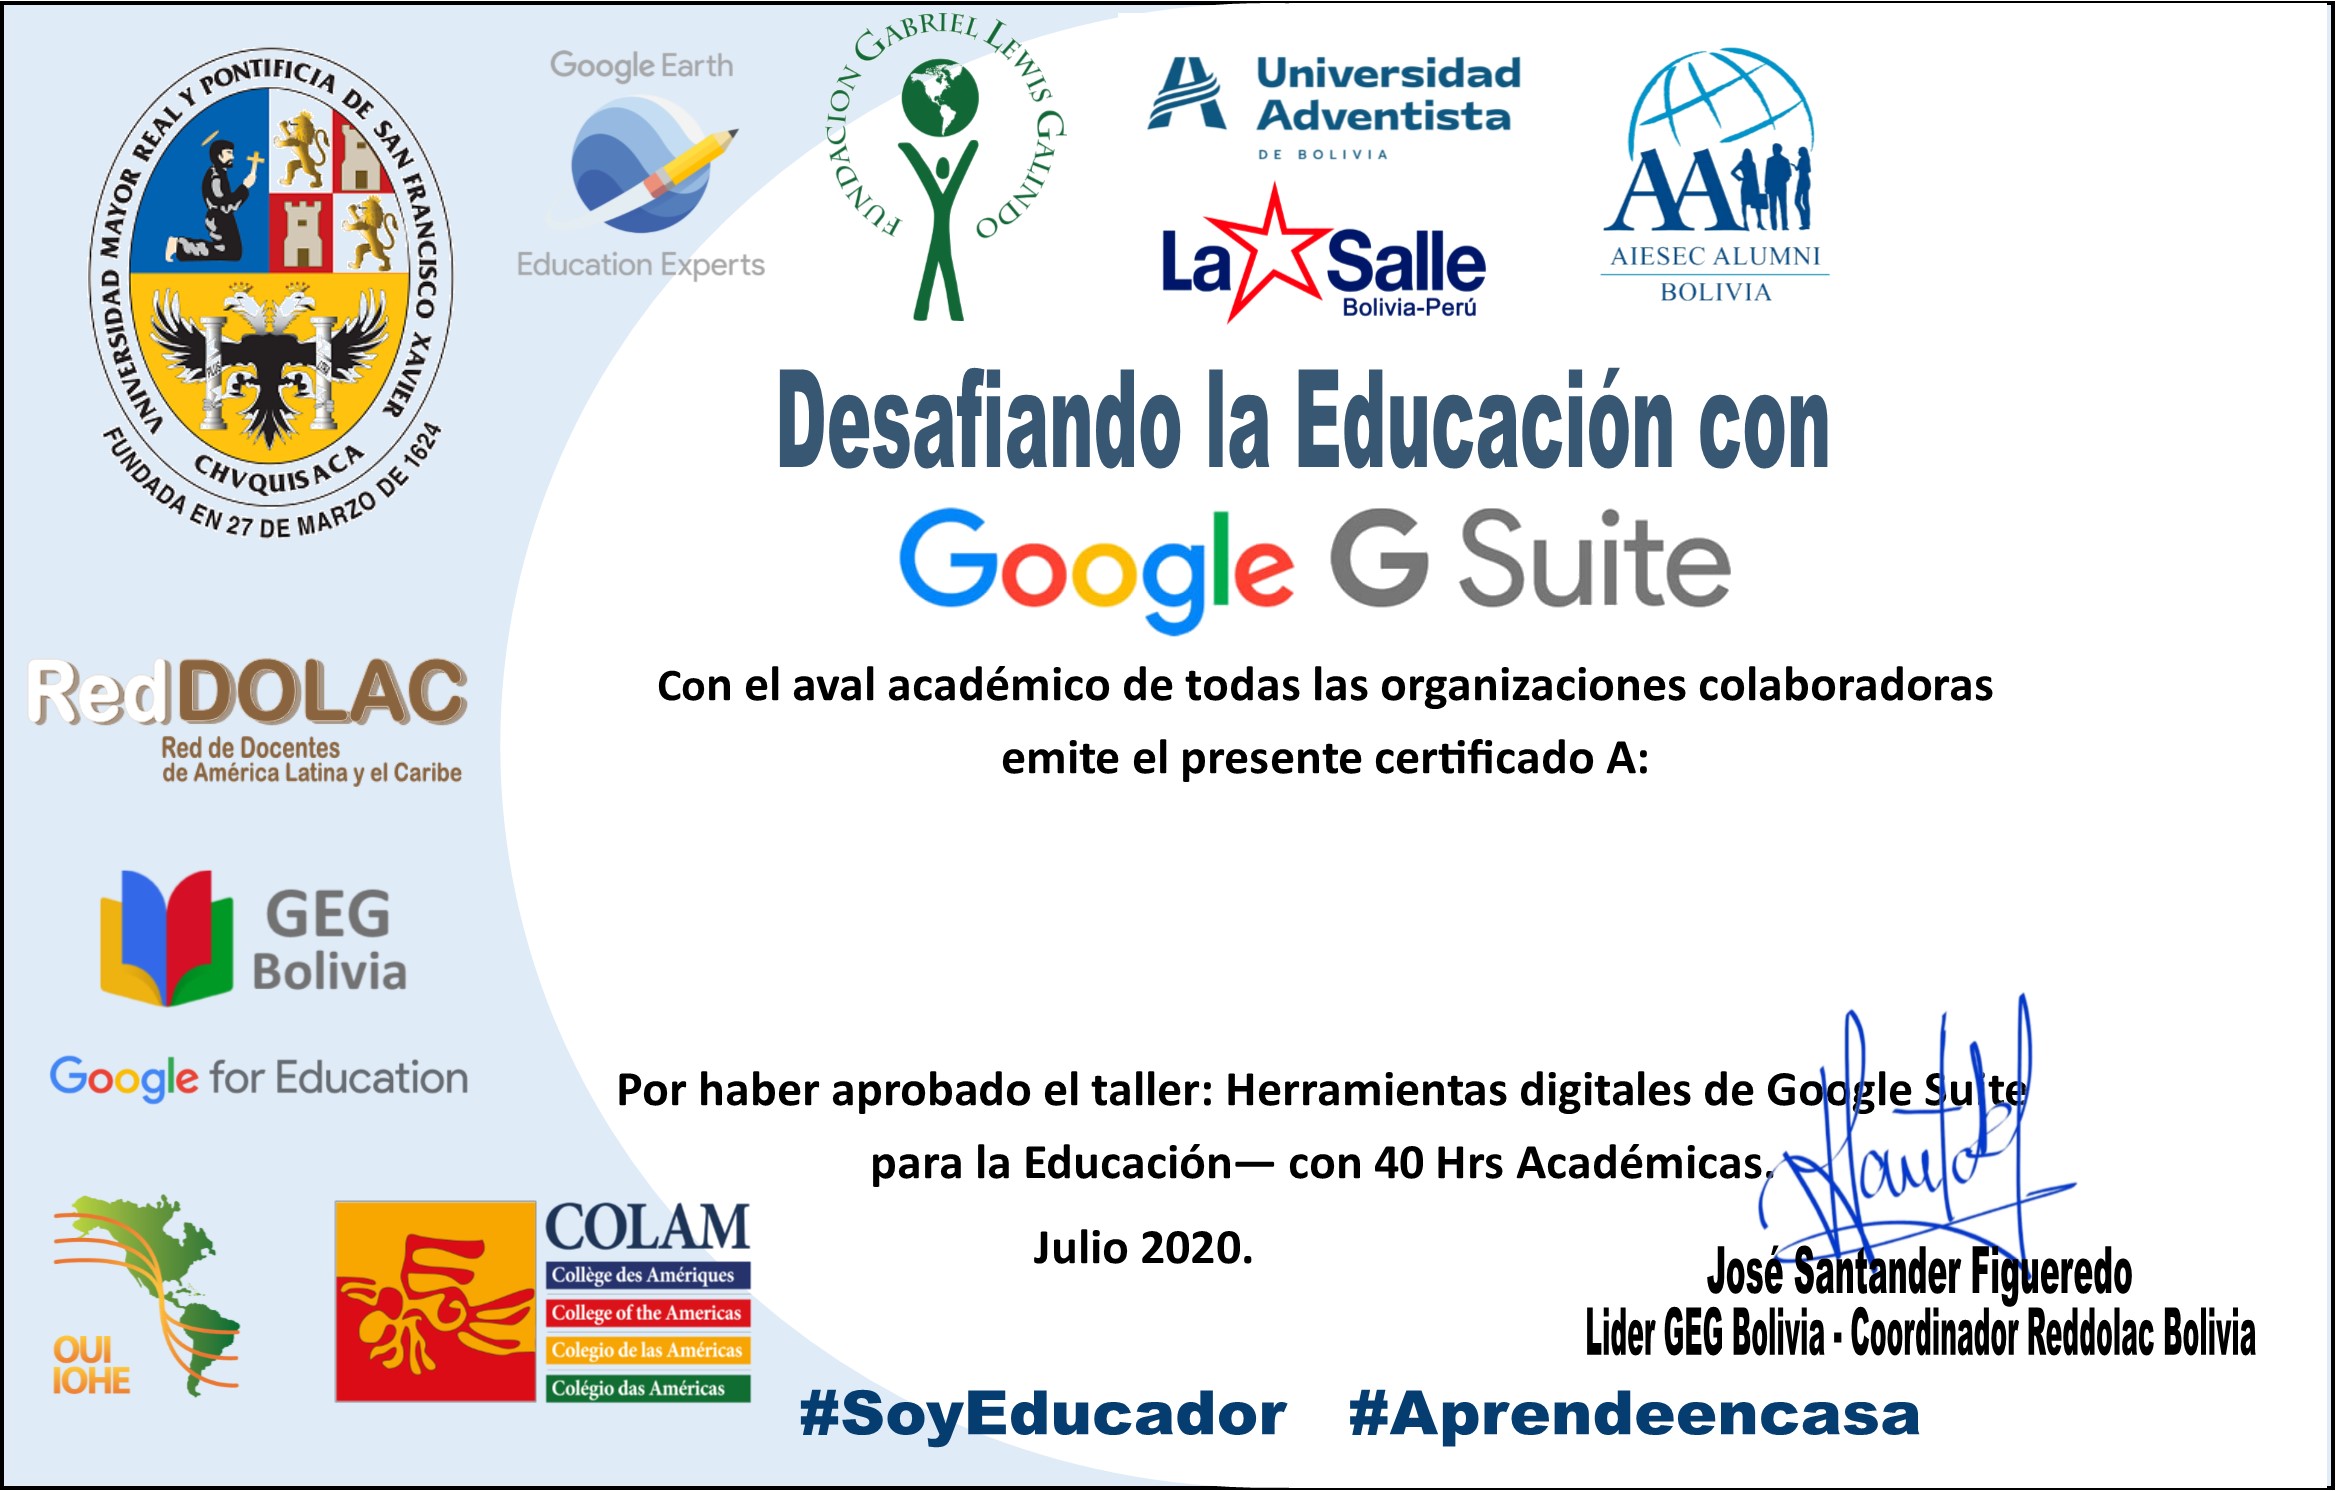 VNIVERSIDAD MAYOR REAL Y PONTIFICIA DE SAN FRANCISCO XAVIER
CHVQUISACA
FUNDADA EN 27 DE MARZO DE 1624
PLUS
Google Earth
Education Experts
FUNDACION GABRIEL LEWIS GALINDO
Universidad
Adventista
DE BOLIVIA
La Salle
Bolivia-Perú
AA
AIESEC ALUMNI
BOLIVIA
Desafiando la Educación con
Google G Suite
RedDOLAC
Red de Docentes
de América Latina y el Caribe
Con el aval académico de todas las organizaciones colaboradoras
emite el presente certificado A:
GEG
Bolivia
Google for Education
Por haber aprobado el taller: Herramientas digitales de Google Suite
para la Educación— con 40 Hrs Académicas.
Julio 2020.
OUI
IOHE
COLAM
Collège des Amériques
College of the Americas
Colegio de las Américas
Colégio das Américas
José Santander Figueredo
Lider GEG Bolivia - Coordinador Reddolac Bolivia
#SoyEducador #Aprendeencasa